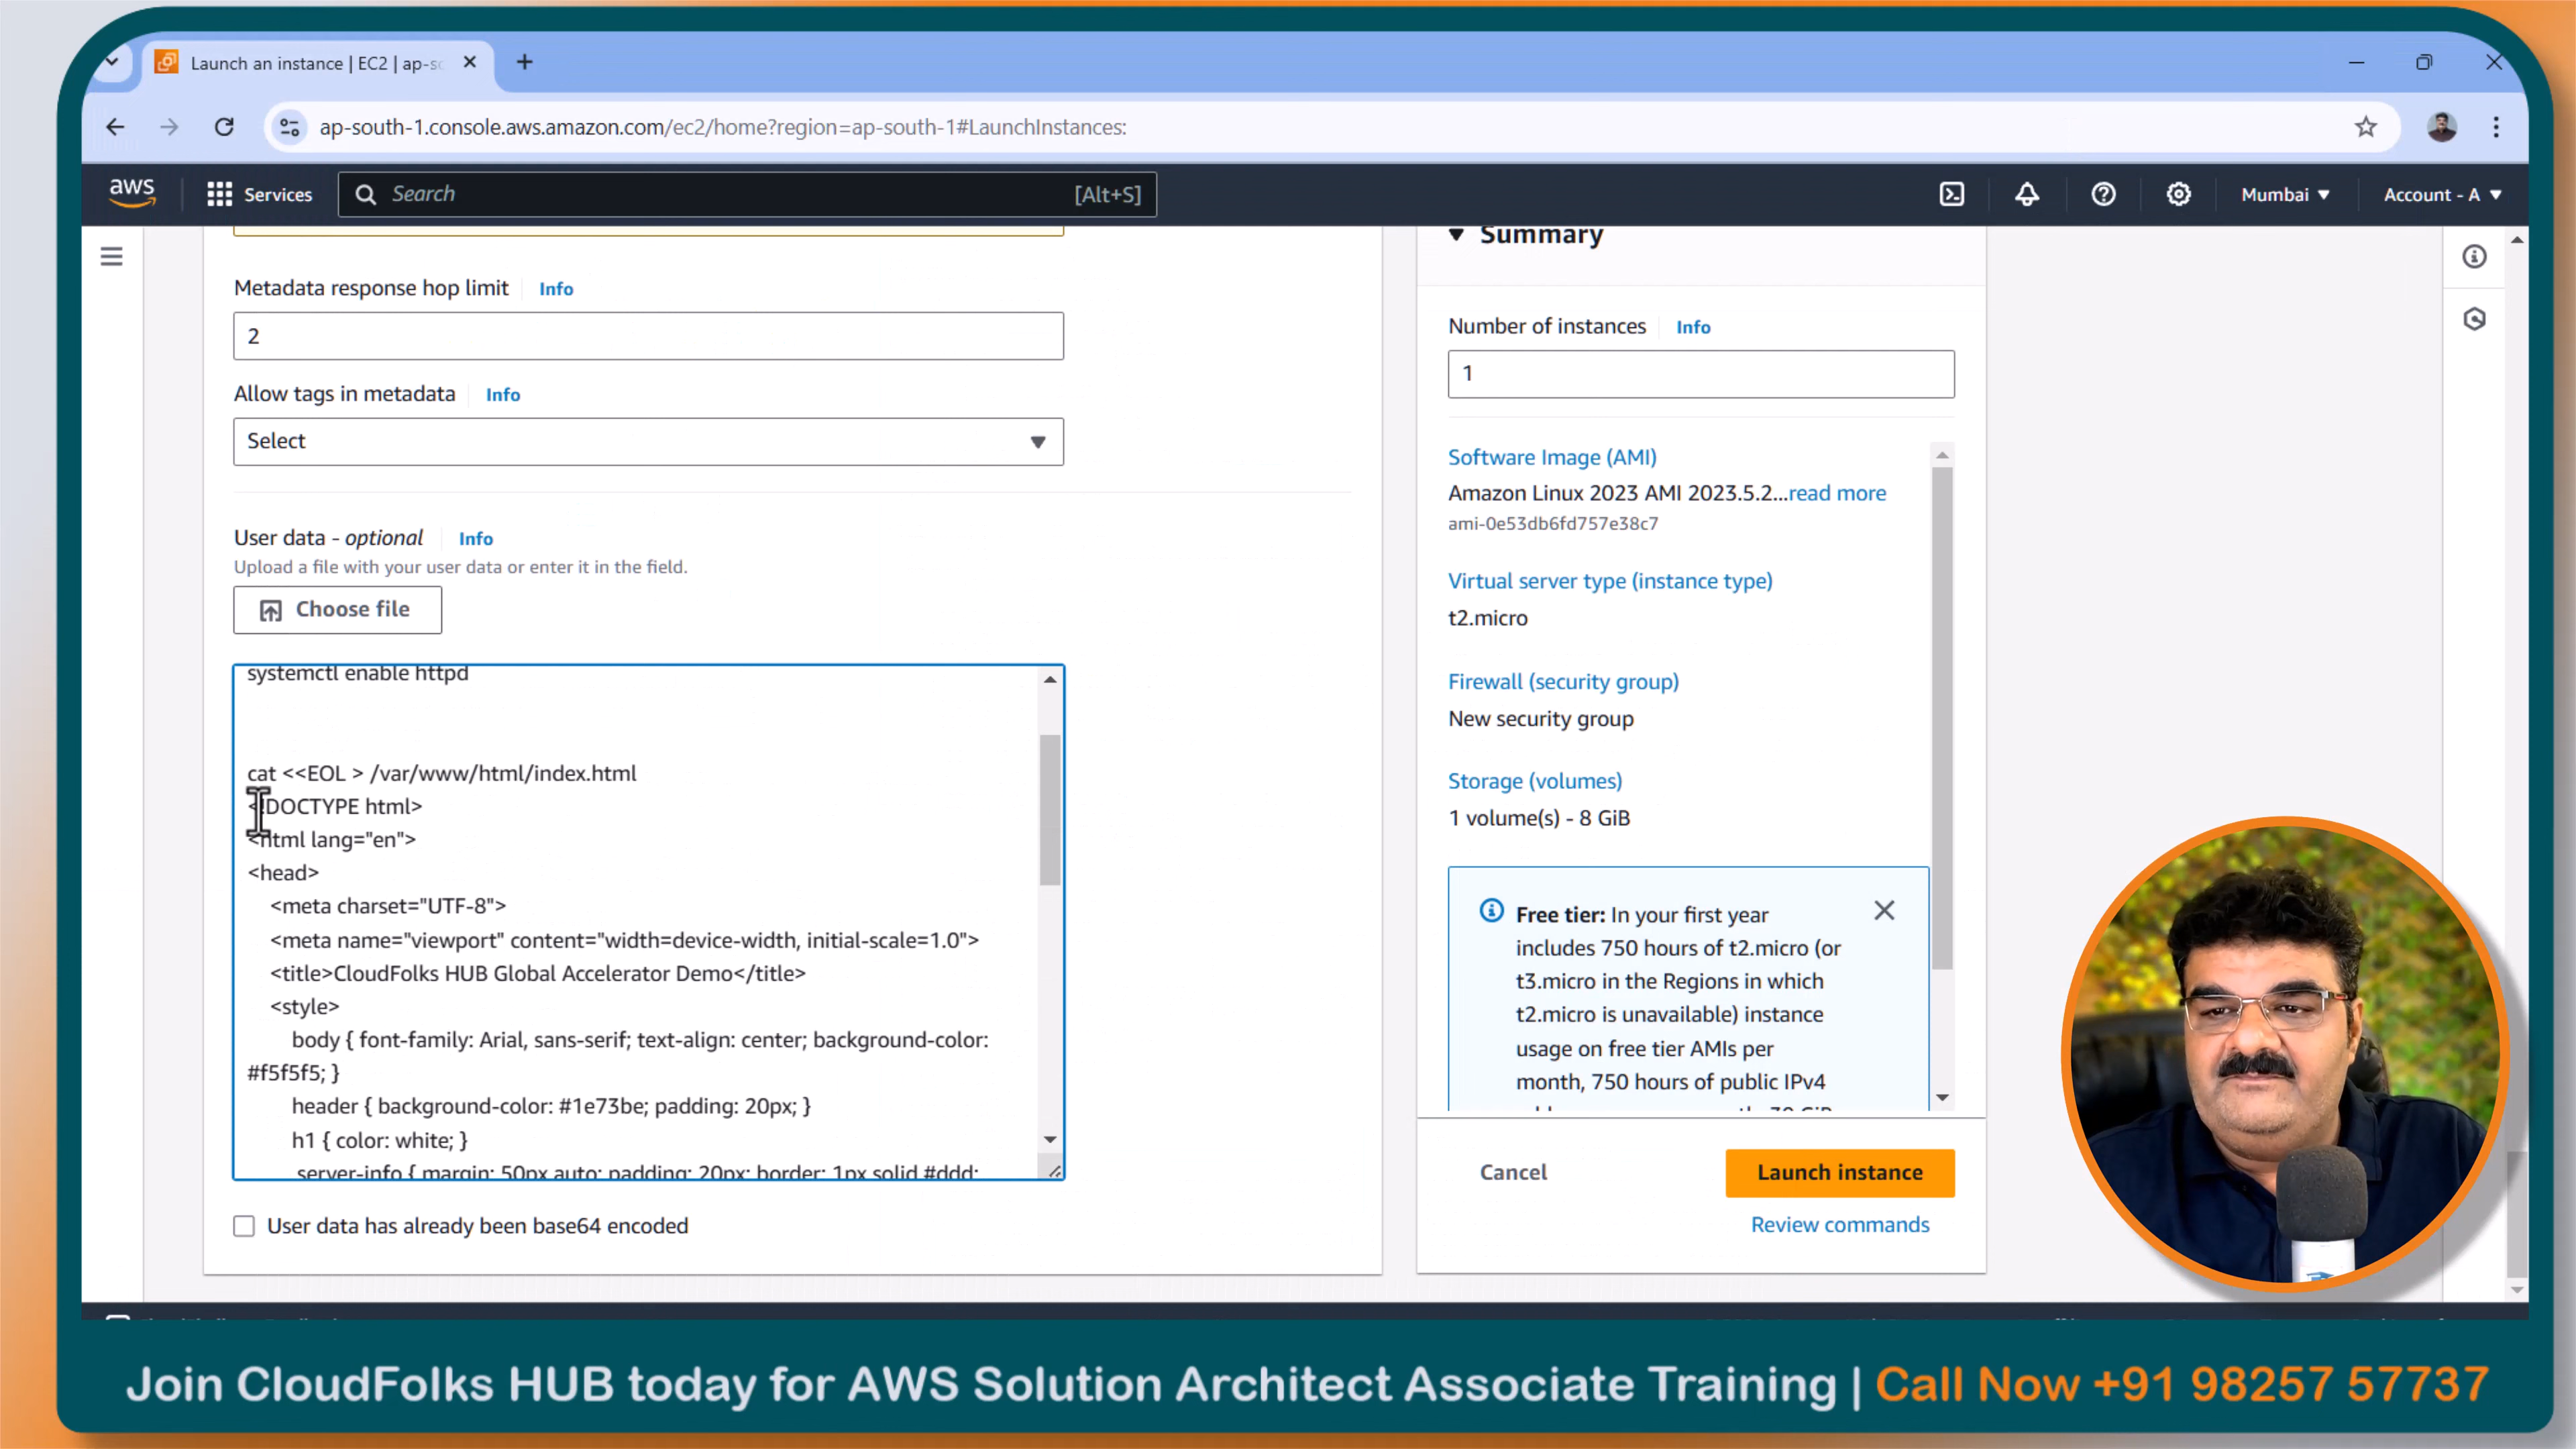 Launch an instance | EC2 | ap-so
ap-south-1.console.aws.amazon.com/ec2/home?region=ap-south-1#LaunchInstances:
aws
Services
Search
[Alt+S]
Mumbai
Account - A
Metadata response hop limit
Info
2
Allow tags in metadata
Info
Select
User data - optional
Info
Upload a file with your user data or enter it in the field.
Choose file
systemctl enable httpd
cat <<EOL > /var/www/html/index.html
<!DOCTYPE html>
<html lang="en">
<head>
<meta charset="UTF-8">
<meta name="viewport" content="width=device-width, initial-scale=1.0">
<title>CloudFolks HUB Global Accelerator Demo</title>
<style>
body { font-family: Arial, sans-serif; text-align: center; background-color:
#f5f5f5; }
header { background-color: #1e73be; padding: 20px; }
h1 { color: white; }
.server-info { margin: 50px auto; padding: 20px; border: 1px solid #ddd;
User data has already been base64 encoded
Summary
Number of instances
Info
1
Software Image (AMI)
Amazon Linux 2023 AMI 2023.5.2...read more
ami-0e53db6fd757e38c7
Virtual server type (instance type)
t2.micro
Firewall (security group)
New security group
Storage (volumes)
1 volume(s) - 8 GiB
Free tier: In your first year
includes 750 hours of t2.micro (or
t3.micro in the Regions in which
t2.micro is unavailable) instance
usage on free tier AMIs per
month, 750 hours of public IPv4
Cancel
Launch instance
Review commands
Join CloudFolks HUB today for AWS Solution Architect Associate Training | Call Now +91 98257 57737